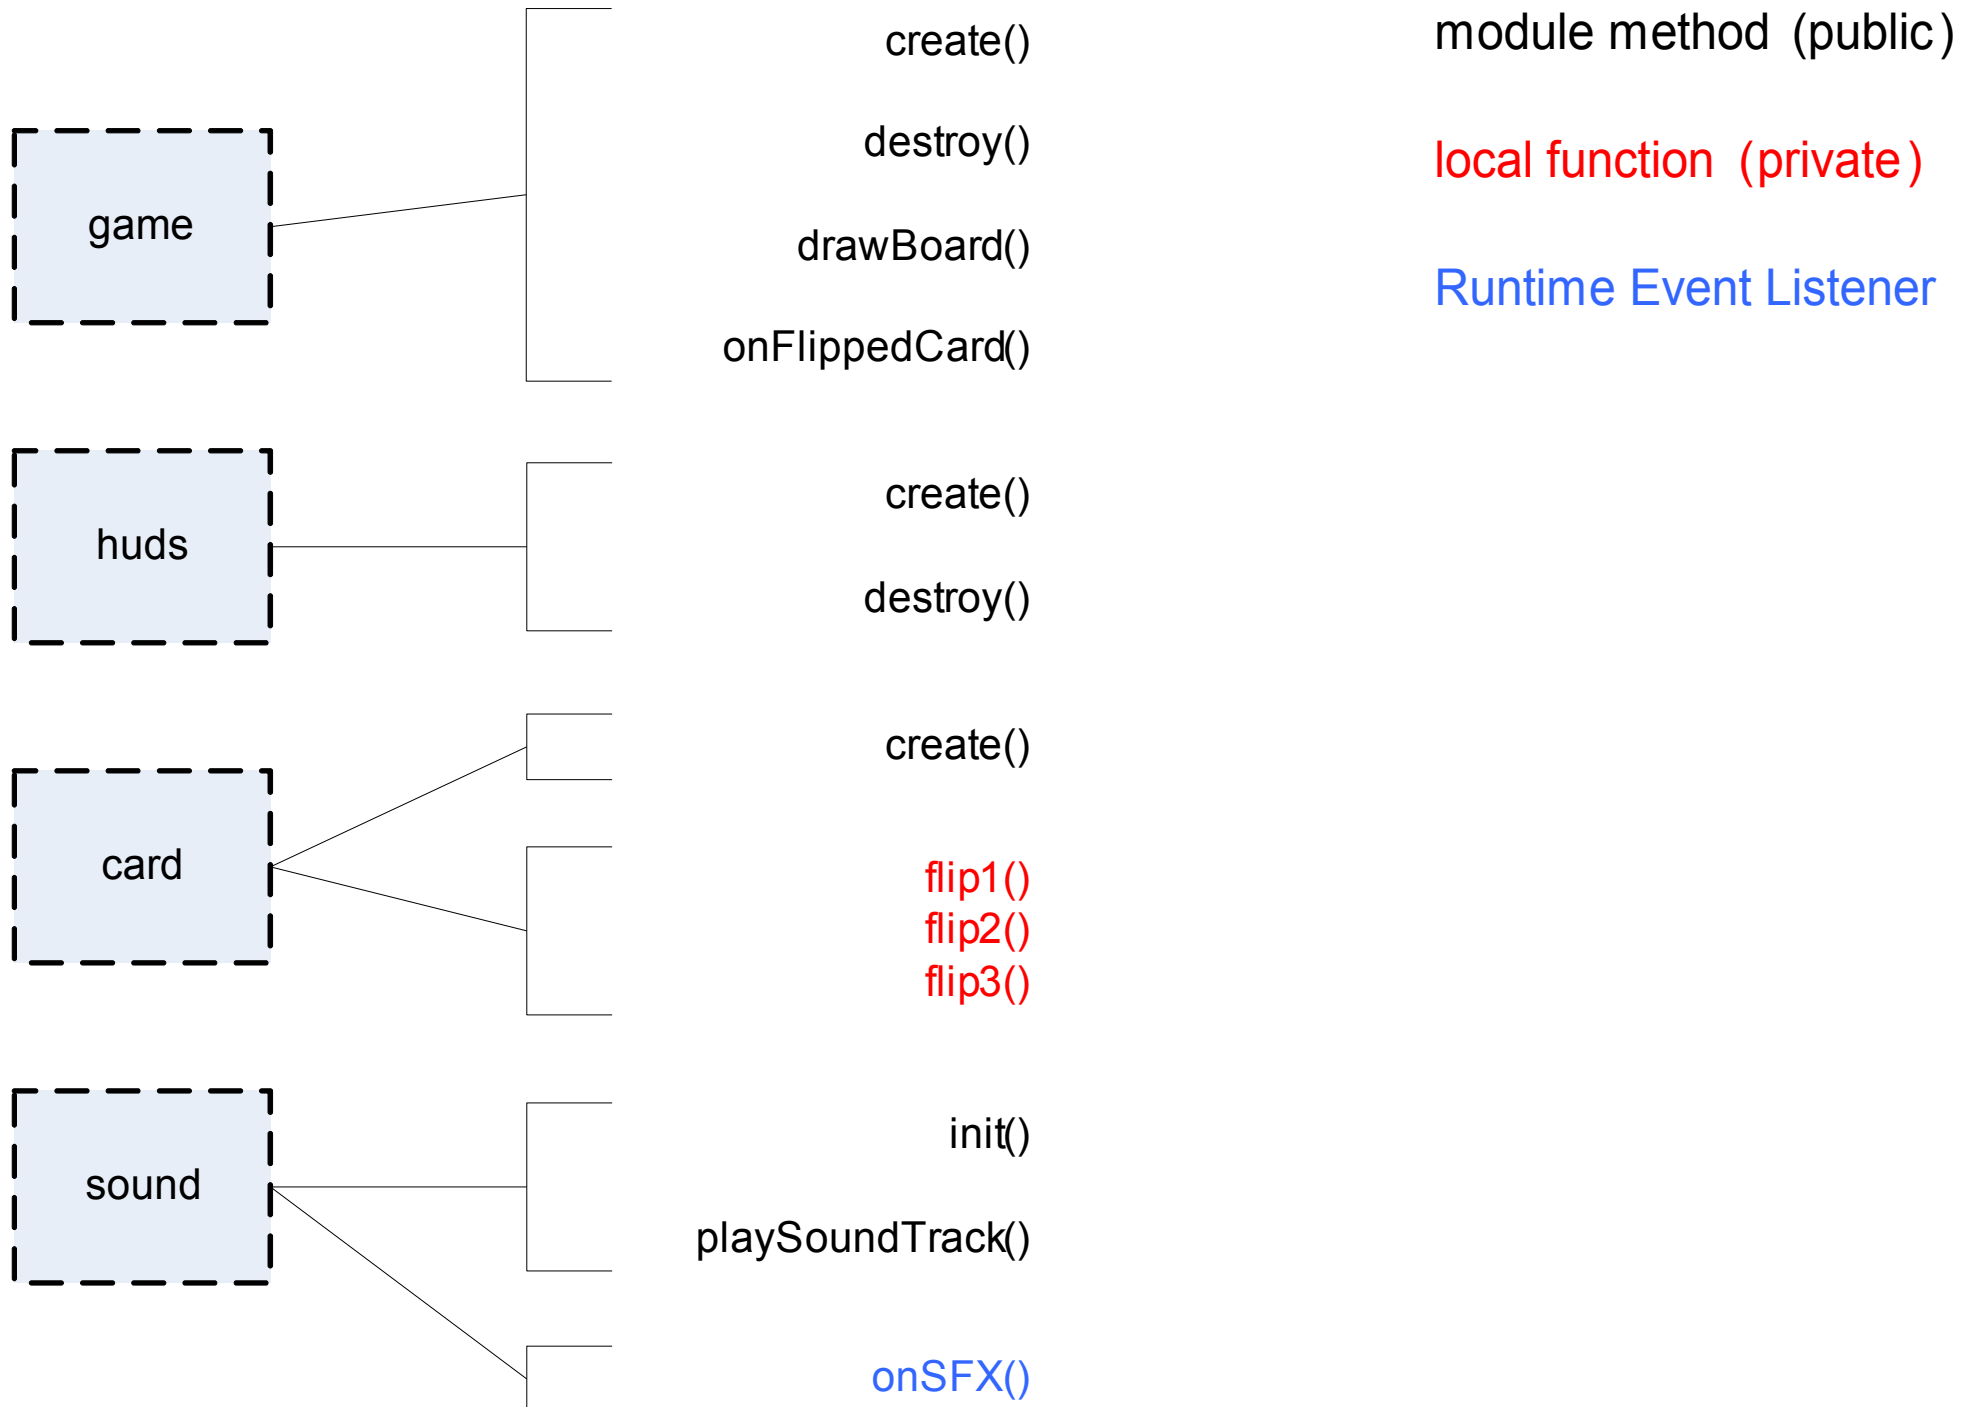 create()
module method (public)
destroy()
local function (private)
game
drawBoard()
Runtime Event Listener
onFlippedCard()
create()
huds
destroy()
create()
card
flip1()
flip2()
flip3()
init()
sound
playSoundTrack()
onSFX()